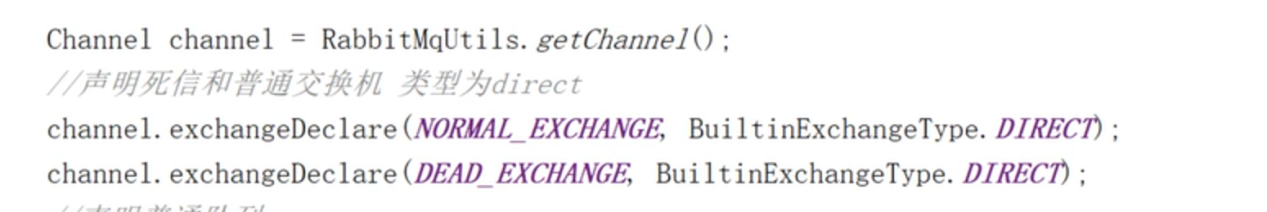 Channel channel = RabbitMqUtils.getChannel();
//声明死信和普通交换机 类型为direct
channel.exchangeDeclare(NORMAL_EXCHANGE, BuiltinExchangeType.DIRECT);
channel.exchangeDeclare(DEAD_EXCHANGE, BuiltinExchangeType.DIRECT);